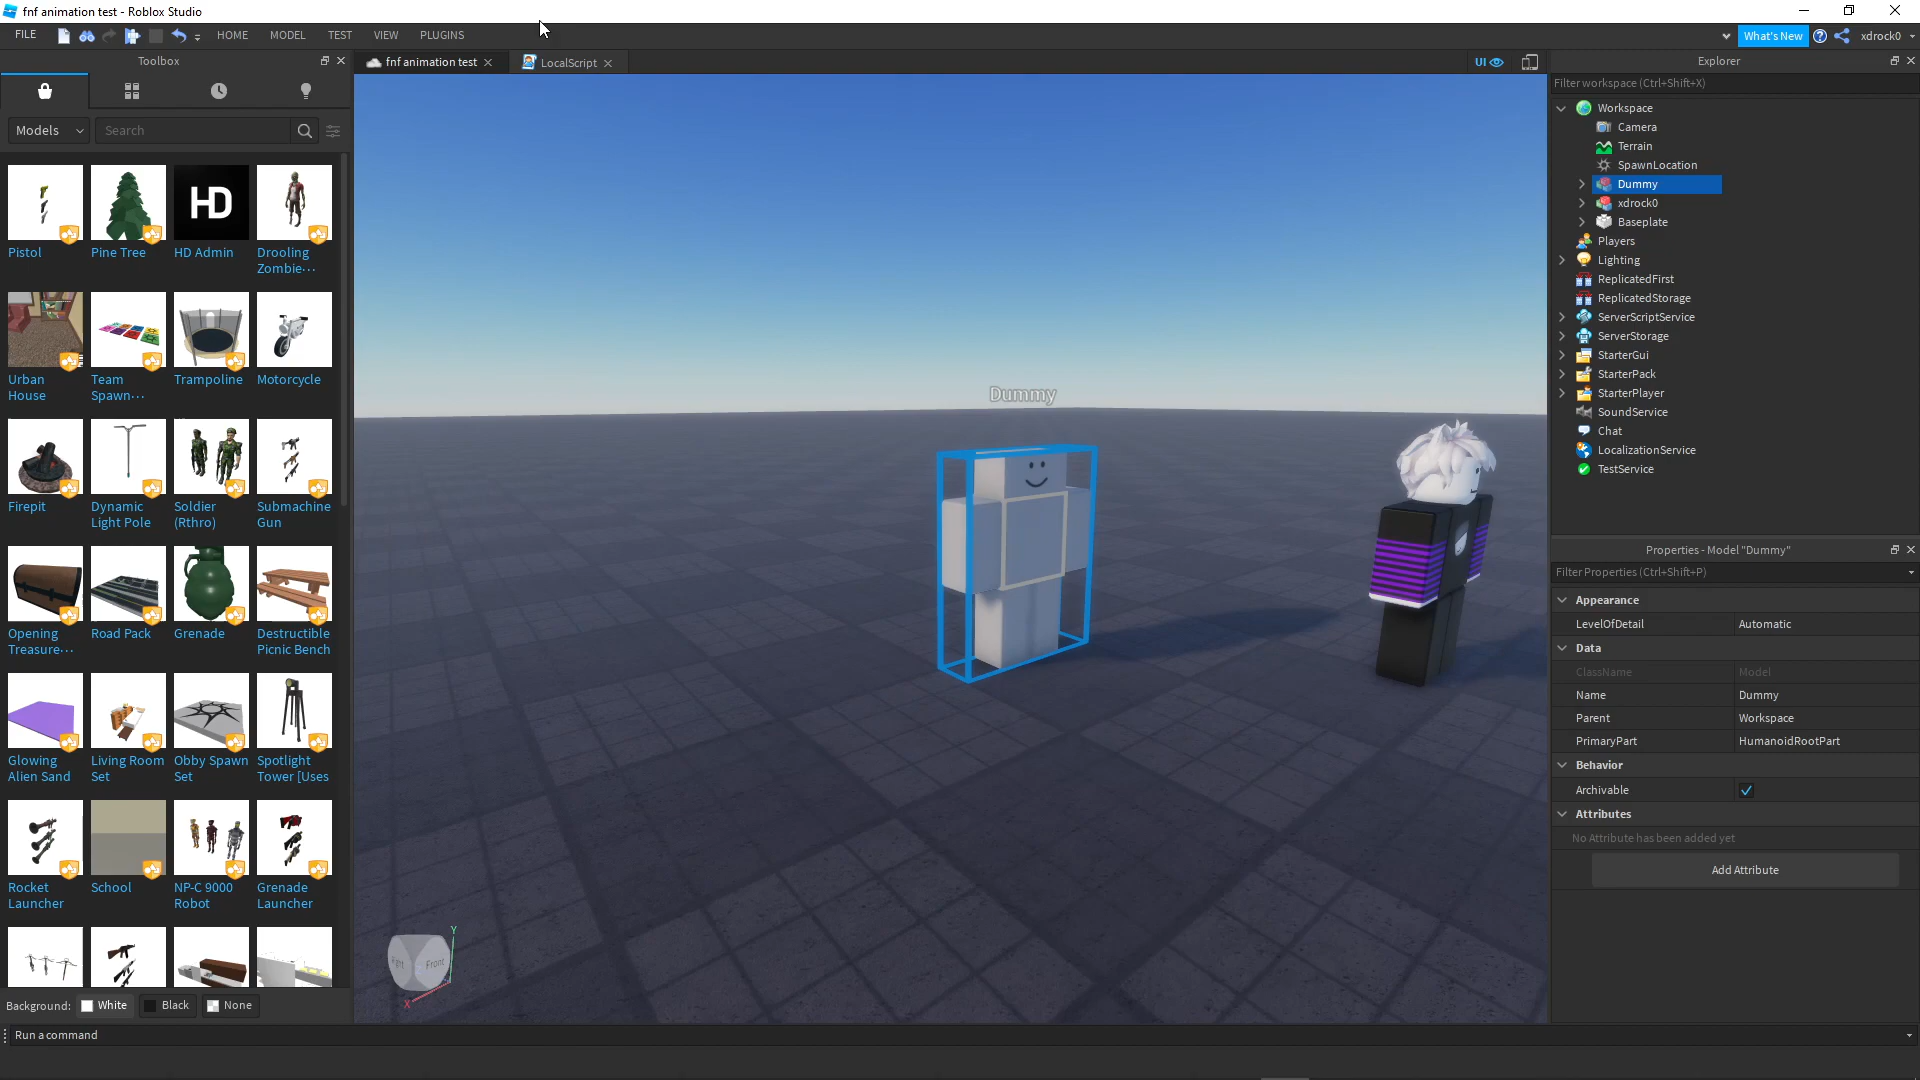 fnf animation test - Roblox Studio
FILE HOME MODEL TEST VIEW PLUGINS What's New xdrock0
Toolbox
Models Search
Pistol Pine Tree HD Admin Drooling
Zombie···
HD
Urban Team Trampoline Motorcycle
House Spawn···
Firepit Dynamic Soldier Submachine
Light Pole (Rthro) Gun
Opening Road Pack Grenade Destructible
Treasure··· Picnic Bench
Glowing Living Room Obby Spawn Spotlight
Alien Sand Set Set Tower [Uses
Rocket School NP-C 9000 Grenade
Launcher Robot Launcher
Background: White Black None
Run a command
fnf animation test LocalScript UI
Dummy
Front
Y
X
Explorer
Filter workspace (Ctrl+Shift+X)
Workspace
Camera
Terrain
SpawnLocation
Dummy
xdrock0
Baseplate
Players
Lighting
ReplicatedFirst
ReplicatedStorage
ServerScriptService
ServerStorage
StarterGui
StarterPack
StarterPlayer
SoundService
Chat
LocalizationService
TestService
Properties - Model "Dummy"
Filter Properties (Ctrl+Shift+P)
Appearance
LevelOfDetail Automatic
Data
ClassName Model
Name Dummy
Parent Workspace
PrimaryPart HumanoidRootPart
Behavior
Archivable
Attributes
No Attribute has been added yet
Add Attribute